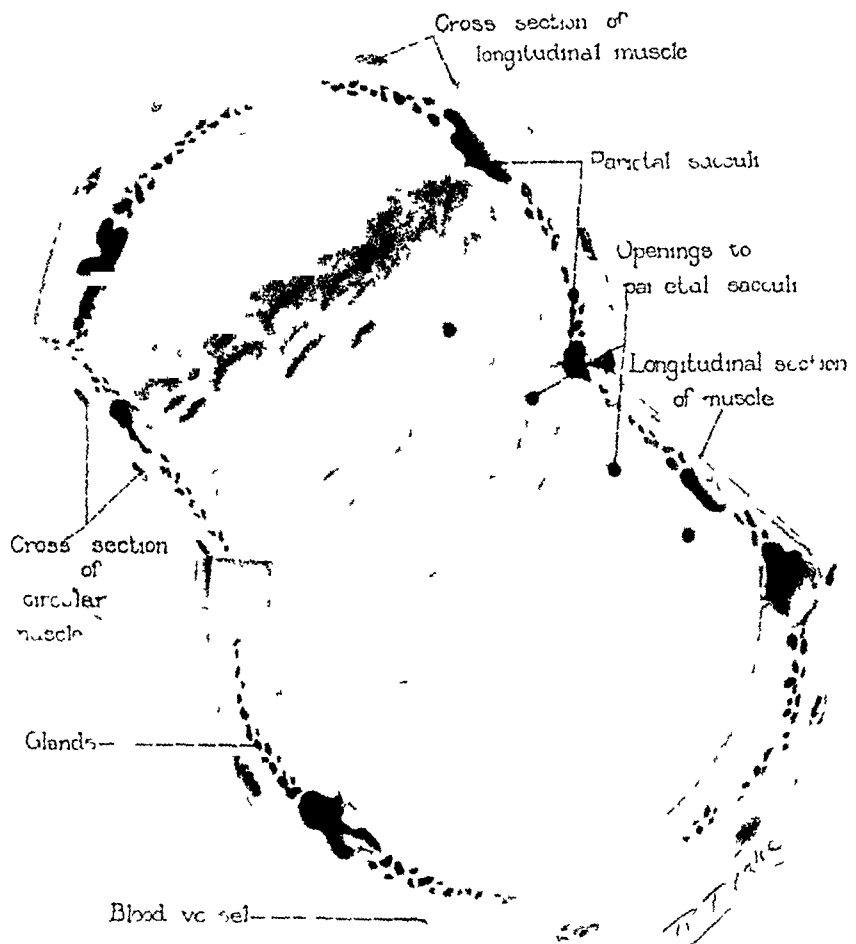 Cross section of
longitudinal muscle
Parietal sacculi
Openings to
parietal sacculi
Longitudinal section
of muscle
Cross section
of
circular
muscle
Glands
Blood vessel